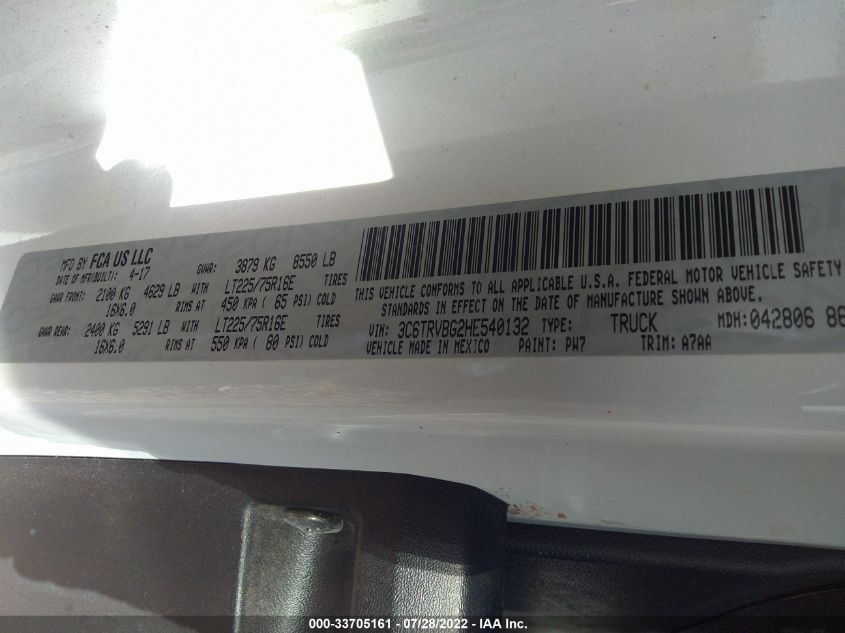 MFD BY FCA US LLC
DATE OF MFR(BUILT): 4-17 GVWR: 3879 KG 8550 LB
GAWR FRONT: 2100 KG 4629 LB WITH LT225/75R16E TIRES
16X6.0 RIMS AT 450 KPA ( 65 PSI) COLD
GAWR REAR: 2400 KG 5291 LB WITH LT225/75R16E TIRES
16X6.0 RIMS AT 550 KPA ( 80 PSI) COLD
THIS VEHICLE CONFORMS TO ALL APPLICABLE U.S.A. FEDERAL MOTOR VEHICLE SAFETY
STANDARDS IN EFFECT ON THE DATE OF MANUFACTURE SHOWN ABOVE.
VIN: 3C6TRVBG2HE540132 TYPE: TRUCK MDH:042806
VEHICLE MADE IN MEXICO PAINT: PW7 TRIM: A7AA
000-33705161 - 07/28/2022 - IAA Inc.